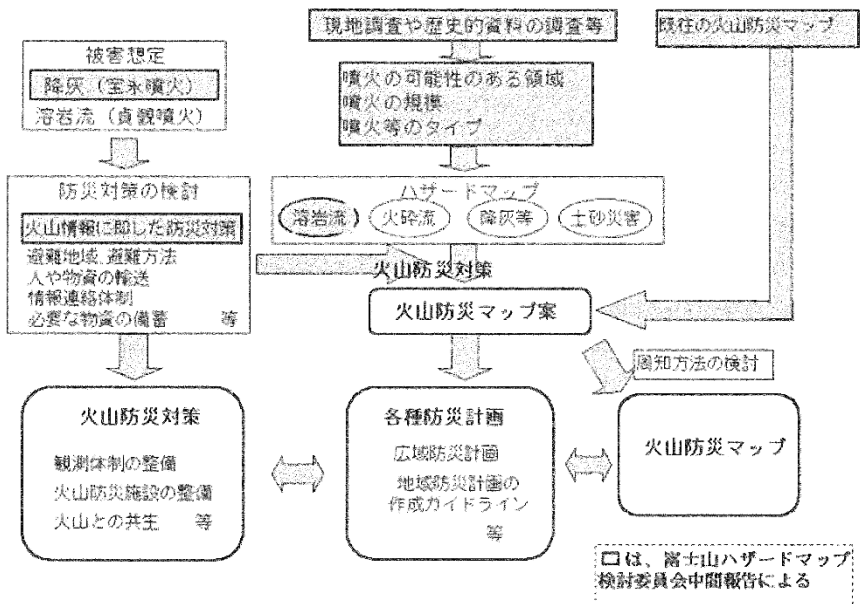 現地調査や歴史的資料の調査等
既存の火山防災マップ
被害想定
降灰（宝永噴火）
溶岩流（貞観噴火）
噴火の可能性のある領域
噴火の規模
噴火等のタイプ
防災対策の検討
火山情報に即した防災対策
避難地域、避難方法
人や物資の輸送
情報連絡体制
必要な物資の備蓄　等
ハザードマップ
溶岩流
火砕流
降灰等
土砂災害
火山防災対策
火山防災マップ案
周知方法の検討
火山防災対策
観測体制の整備
火山防災施設の整備
火山との共生　等
各種防災計画
広域防災計画
地域防災計画の
作成ガイドライン
等
火山防災マップ
口は、富士山ハザードマップ
検討委員会中間報告による